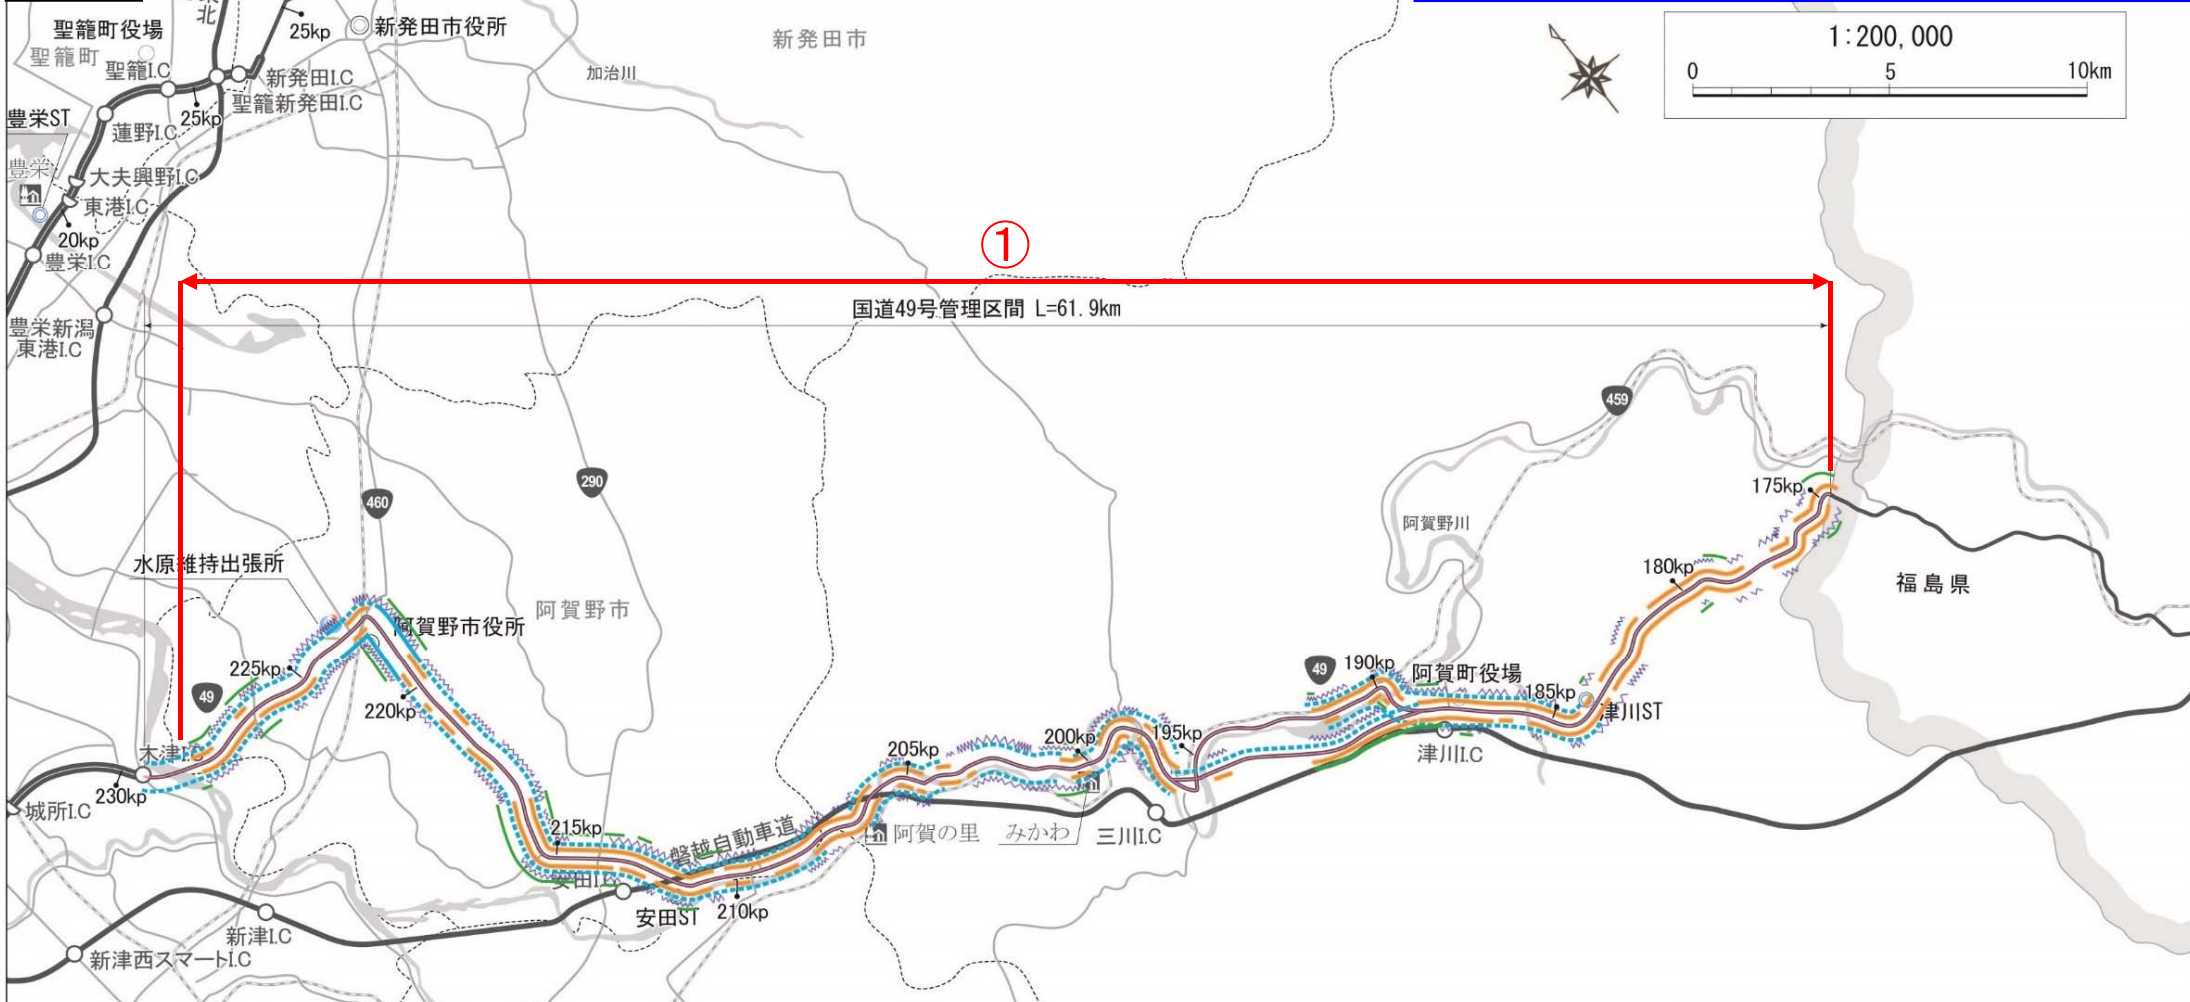 北
聖籠町役場
聖籠町
25kp
新発田市役所
新発田市
加治川
1:200,000
0 5 10km
聖籠I.C
新発田I.C
聖籠新発田I.C
25kp
豊栄ST
蓮野I.C
豊栄
大夫興野I.C
東港I.C
20kp
豊栄I.C
①
国道49号管理区間 L=61.9km
豊栄新潟
東港I.C
459
290
460
175kp
阿賀野川
水原維持出張所
180kp
福島県
阿賀野市
阿賀野市役所
225kp
49
220kp
49
190kp
阿賀町役場
185kp
津川ST
木津I.C
230kp
城所I.C
205kp
200kp
195kp
津川I.C
215kp
磐越自動車道
阿賀の里
みかわ
三川I.C
安田I.C
安田ST
210kp
新津I.C
新津西スマートI.C